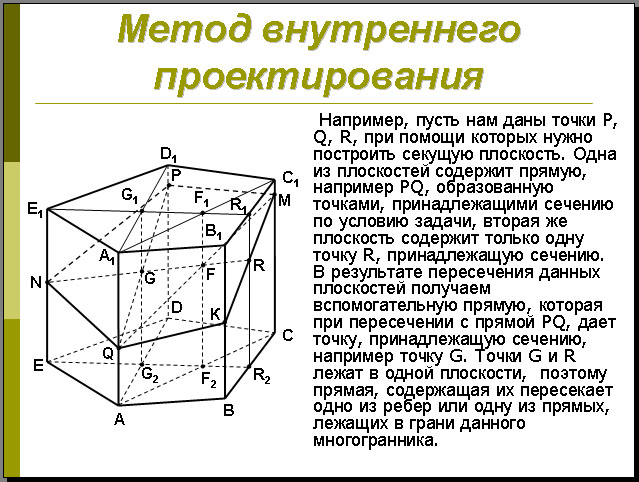 Метод внутреннего
проектирования
Например, пусть нам даны точки P,
Q, R, при помощи которых нужно
построить секущую плоскость. Одна
из плоскостей содержит прямую,
например PQ, образованную
точками, принадлежащими сечению
по условию задачи, вторая же
плоскость содержит только одну
точку R, принадлежащую сечению.
В результате пересечения данных
плоскостей получаем
вспомогательную прямую, которая
при пересечении с прямой PQ, дает
точку, принадлежащую сечению,
например точку G. Точки G и R
лежат в одной плоскости, поэтому
прямая, содержащая их пересекает
одно из ребер или одну из прямых,
лежащих в грани данного
многогранника.
D1
P
C1
G1
F1
R1
M
E1
B1
A1
G
F
R
N
D
K
C
Q
E
G2
F2
R2
A
B